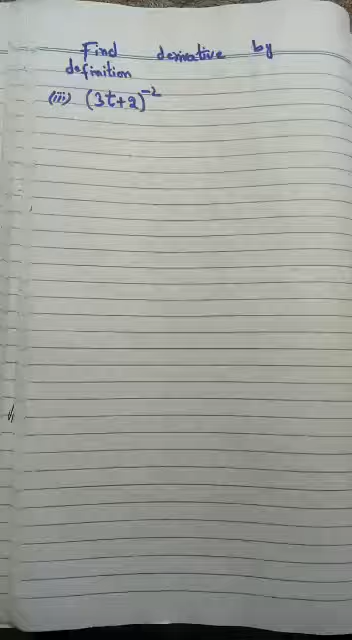 Find derivative by
definition
(iii) (3t+2)⁻²